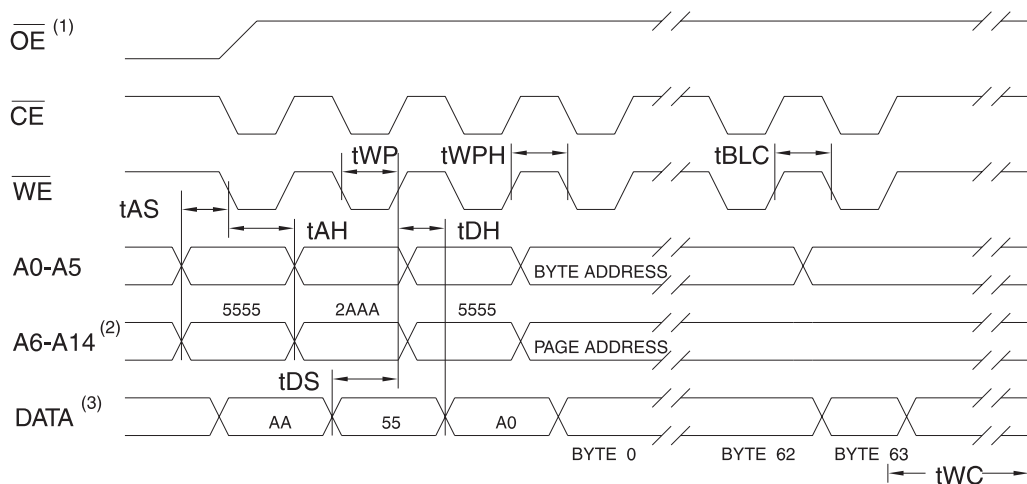 OE (1)
CE
tWP tWPH tBLC
WE
tAS
tAH tDH
A0-A5 BYTE ADDRESS
5555 2AAA 5555
A6-A14 (2) PAGE ADDRESS
tDS
DATA (3) AA 55 A0
BYTE 0 BYTE 62 BYTE 63
tWC